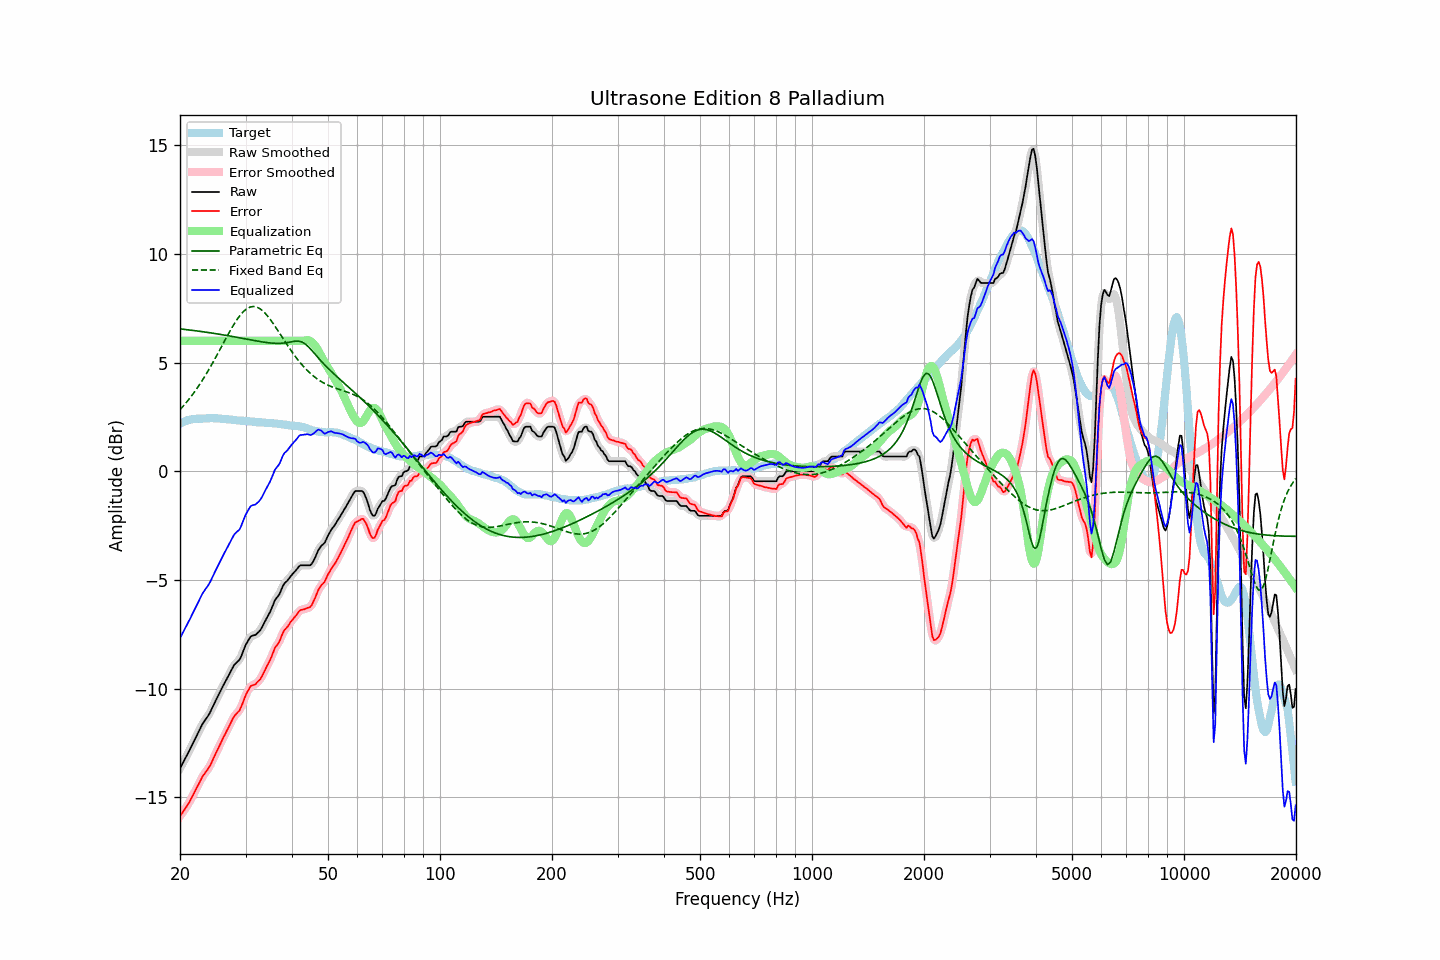 Ultrasone Edition 8 Palladium
Target
Raw Smoothed
Error Smoothed
Raw
Error
Equalization
Parametric Eq
Fixed Band Eq
Equalized
15
10
5
0
−5
−10
−15
Amplitude (dBr)
20 50 100 200 500 1000 2000 5000 10000 20000
Frequency (Hz)